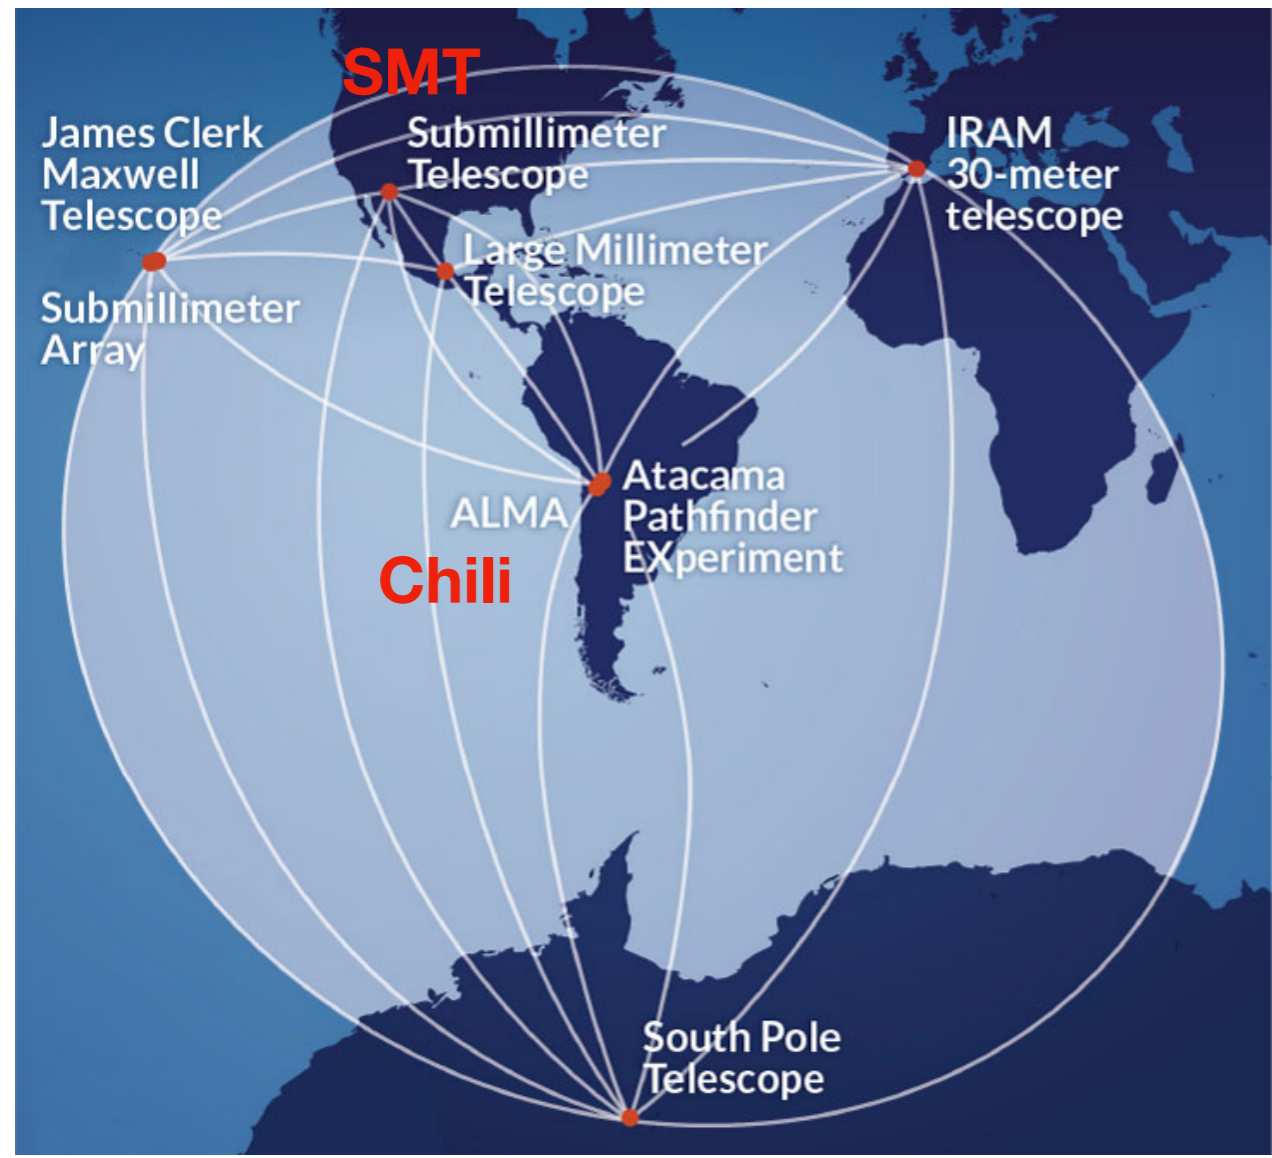 SMT
James Clerk
Maxwell
Telescope
Submillimeter
Telescope
IRAM
30-meter
telescope
Large Millimeter
Telescope
Submillimeter
Array
ALMA
Atacama
Pathfinder
EXperiment
Chili
South Pole
Telescope